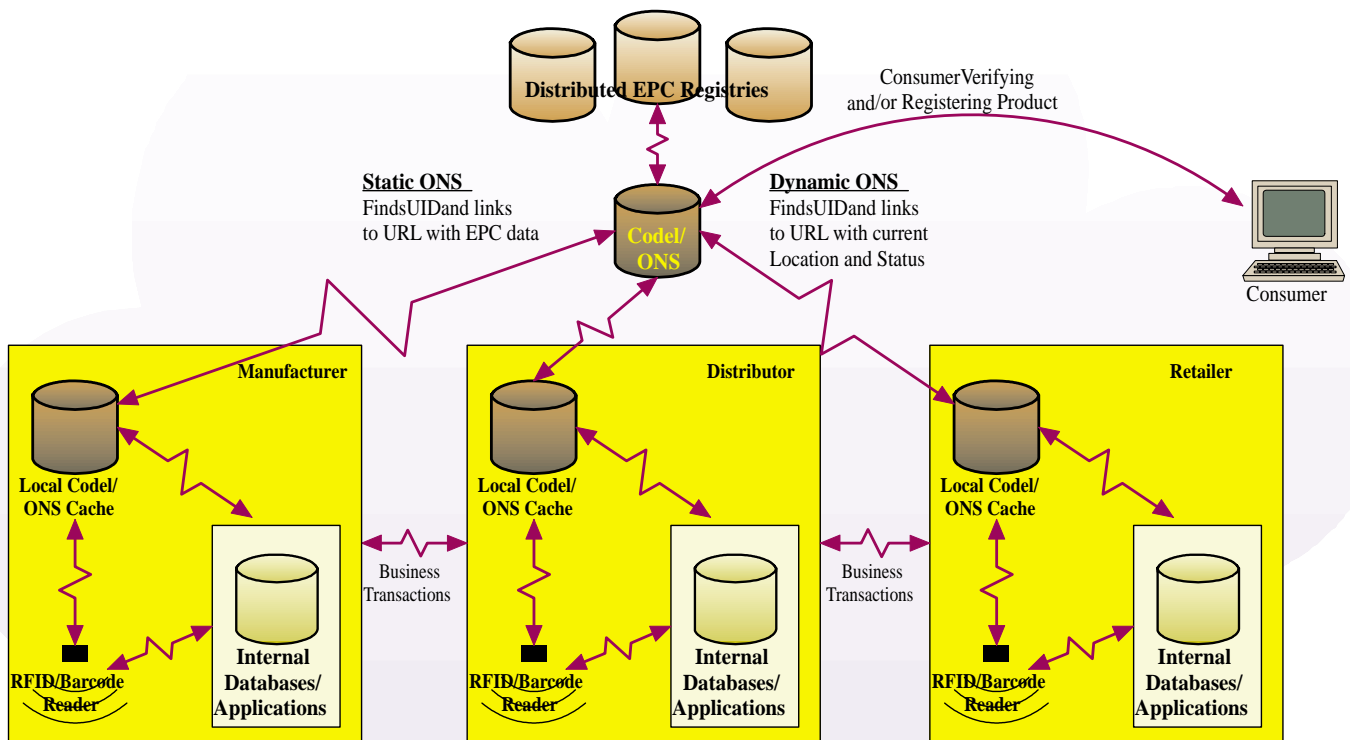 Distributed EPC Registries
ConsumerVerifying
and/or Registering Product
Static ONS
FindsUIDand links
to URL with EPC data
Dynamic ONS
FindsUIDand links
to URL with current
Location and Status
Codel/
ONS
Consumer
Manufacturer
Local Codel/
ONS Cache
RFID/Barcode
Reader
Internal
Databases/
Applications
Business
Transactions
Distributor
Local Codel/
ONS Cache
RFID/Barcode
Reader
Internal
Databases/
Applications
Business
Transactions
Retailer
Local Codel/
ONS Cache
RFID/Barcode
Reader
Internal
Databases/
Applications